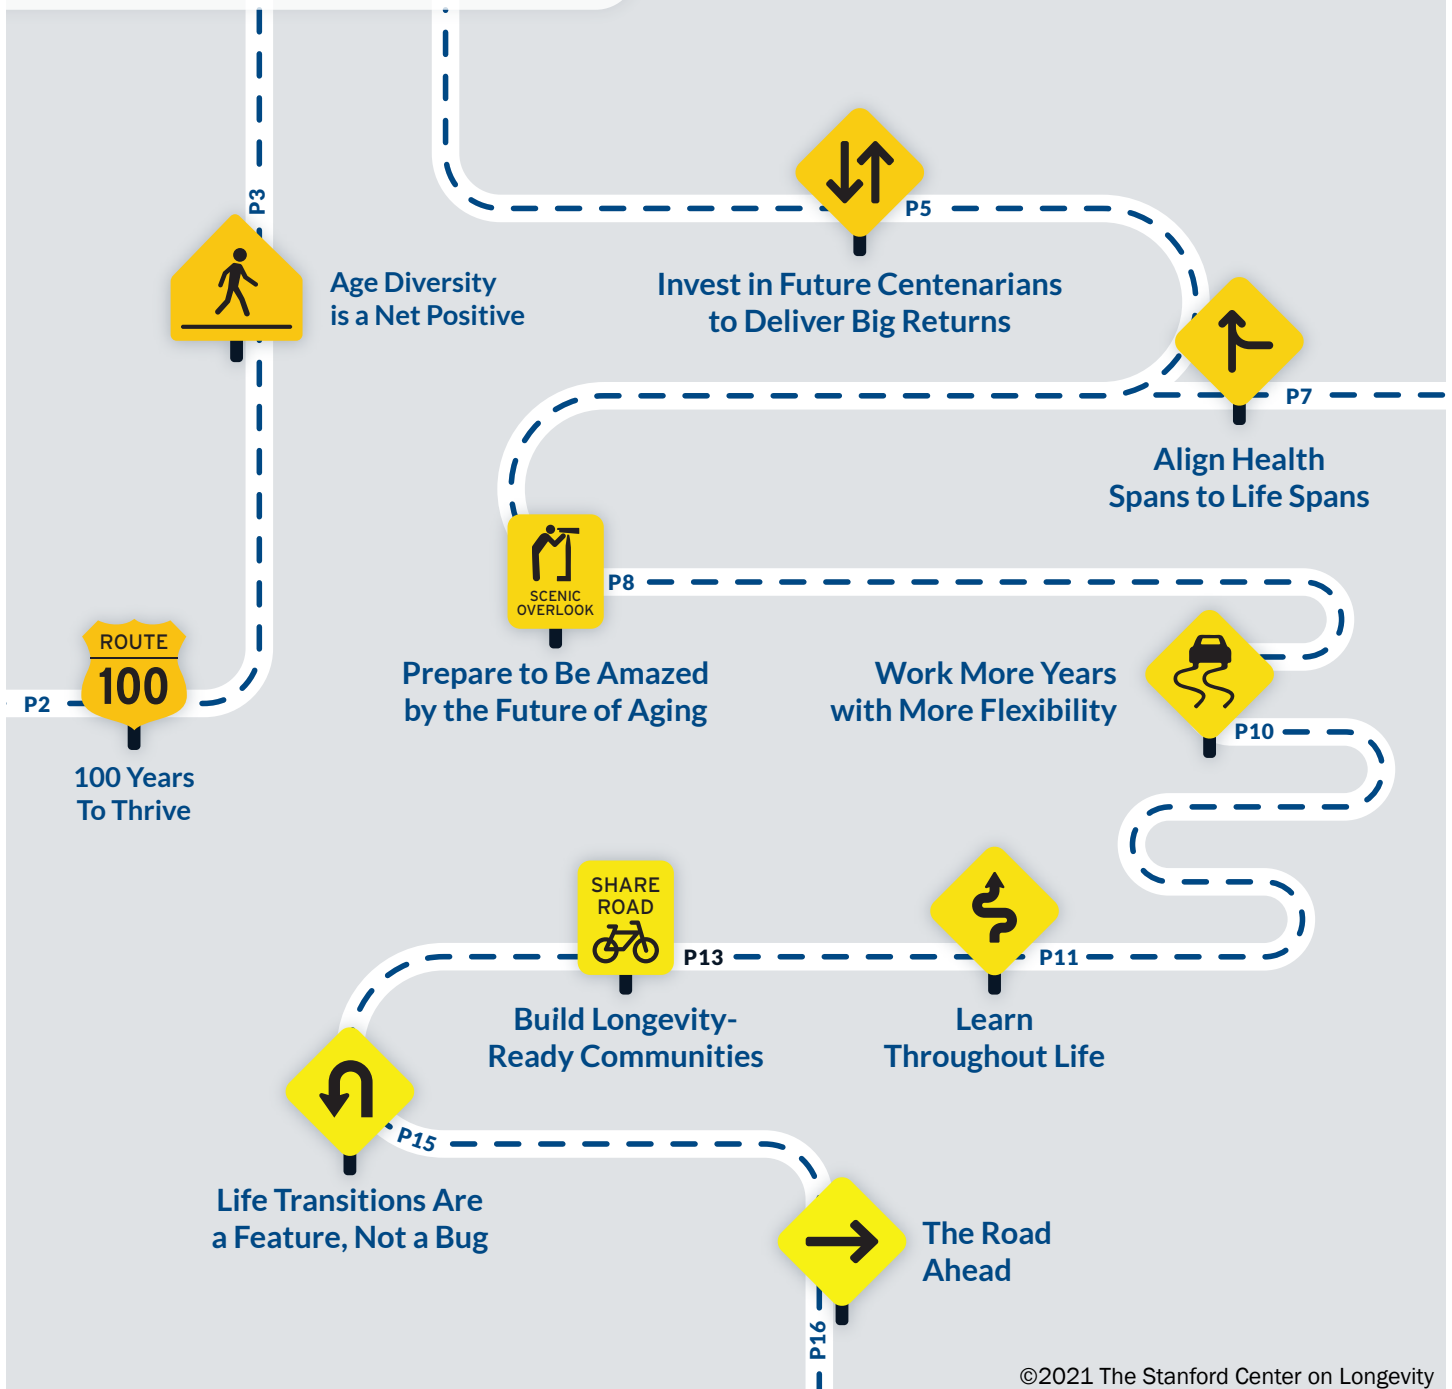 P3
Age Diversity
is a Net Positive
P5
Invest in Future Centenarians
to Deliver Big Returns
P7
Align Health
Spans to Life Spans
SCENIC
OVERLOOK
P8
Prepare to Be Amazed
by the Future of Aging
Work More Years
with More Flexibility
P10
P2
ROUTE
100
100 Years
To Thrive
SHARE
ROAD
P13
P11
Build Longevity-
Ready Communities
Learn
Throughout Life
P15
Life Transitions Are
a Feature, Not a Bug
The Road
Ahead
P16
©2021 The Stanford Center on Longevity